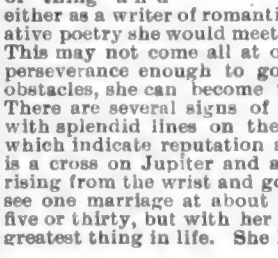 either as a writer of romanti
ative poetry she would meet
This may not come all at o
perseverance enough to go
obstacles, she can become
There are several signs of
with splendid lines on the
which indicate reputation
is a cross on Jupiter and a
rising from the wrist and go
see one marriage at about
five or thirty, but with her
greatest thing in life. She